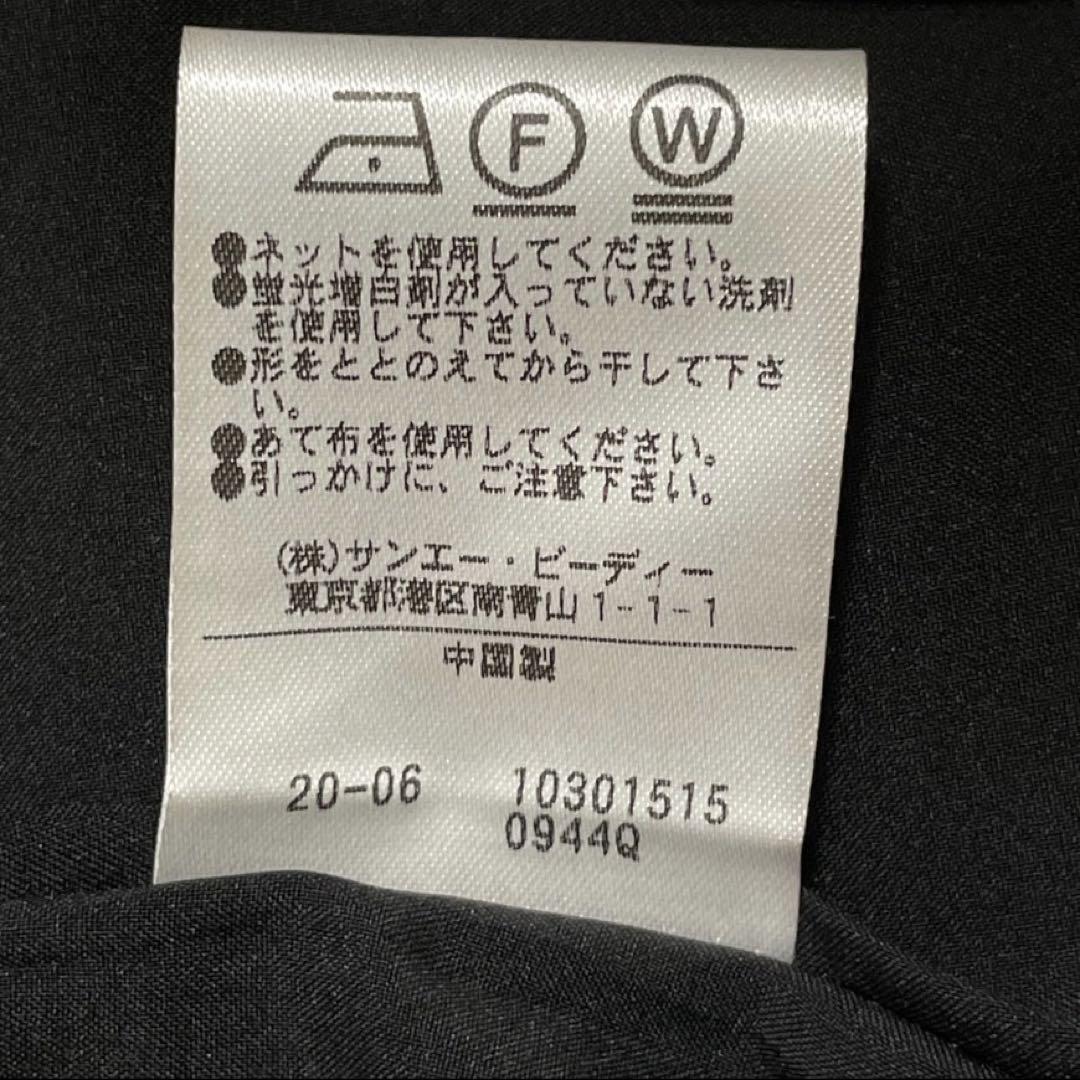 F W
●ネットを使用してください。
●蛍光増白剤が入っていない洗剤
を使用して下さい。
●形をととのえてから干して下さ
い。
●あて布を使用してください。
●引っかけに、ご注意下さい。
(株)サンエー・ビーディー
東京都港区南青山1-1-1
中国製
20-06 10301515
0944Q